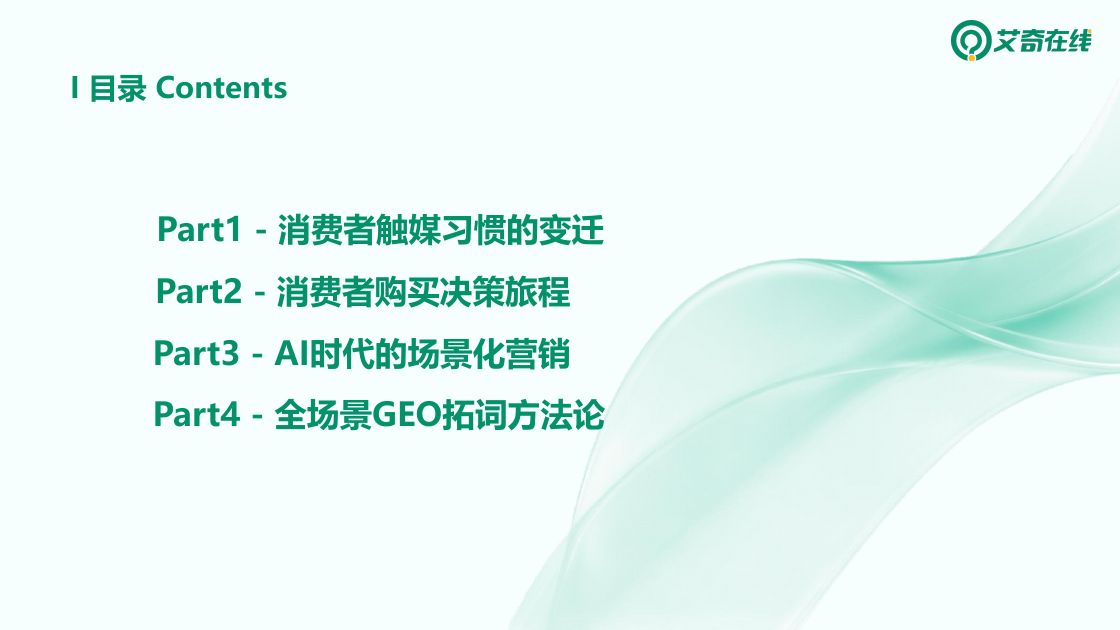 艾奇在线
I 目录 Contents
Part1 - 消费者触媒习惯的变迁
Part2 - 消费者购买决策旅程
Part3 - AI时代的场景化营销
Part4 - 全场景GEO拓词方法论